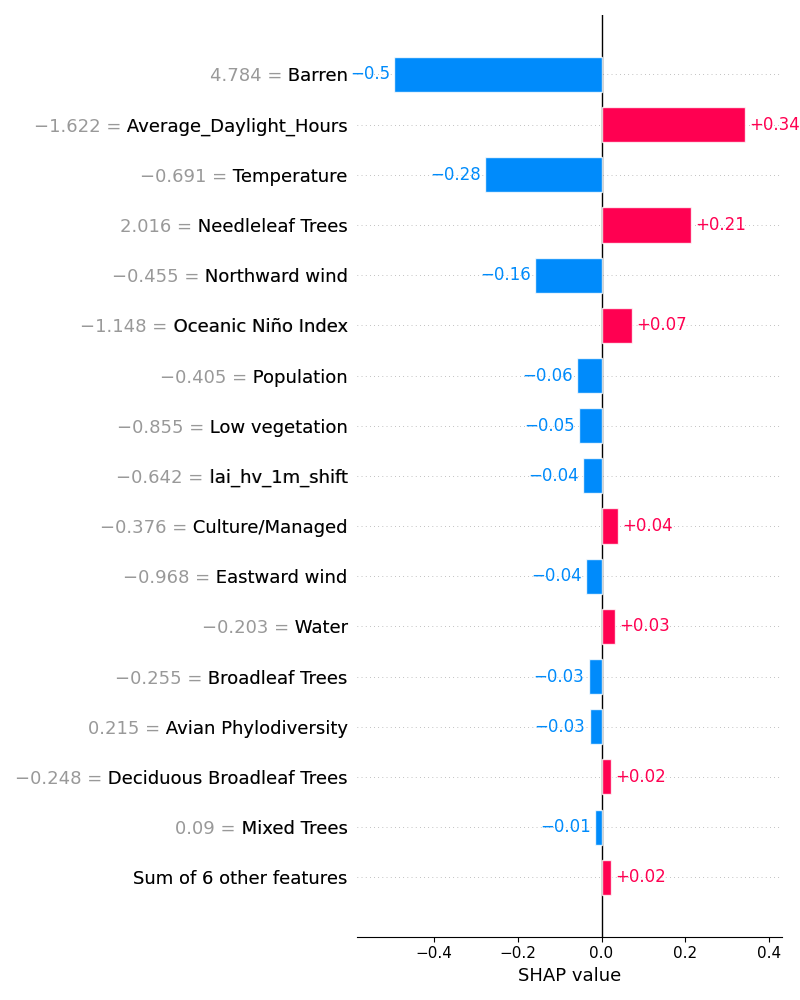 4.784 = Barren −0.5
−1.622 = Average_Daylight_Hours +0.34
−0.691 = Temperature −0.28
2.016 = Needleleaf Trees +0.21
−0.455 = Northward wind −0.16
−1.148 = Oceanic Niño Index +0.07
−0.405 = Population −0.06
−0.855 = Low vegetation −0.05
−0.642 = lai_hv_1m_shift −0.04
−0.376 = Culture/Managed +0.04
−0.968 = Eastward wind −0.04
−0.203 = Water +0.03
−0.255 = Broadleaf Trees −0.03
0.215 = Avian Phylodiversity −0.03
−0.248 = Deciduous Broadleaf Trees +0.02
0.09 = Mixed Trees −0.01
Sum of 6 other features +0.02
−0.4 −0.2 0.0 0.2 0.4
SHAP value